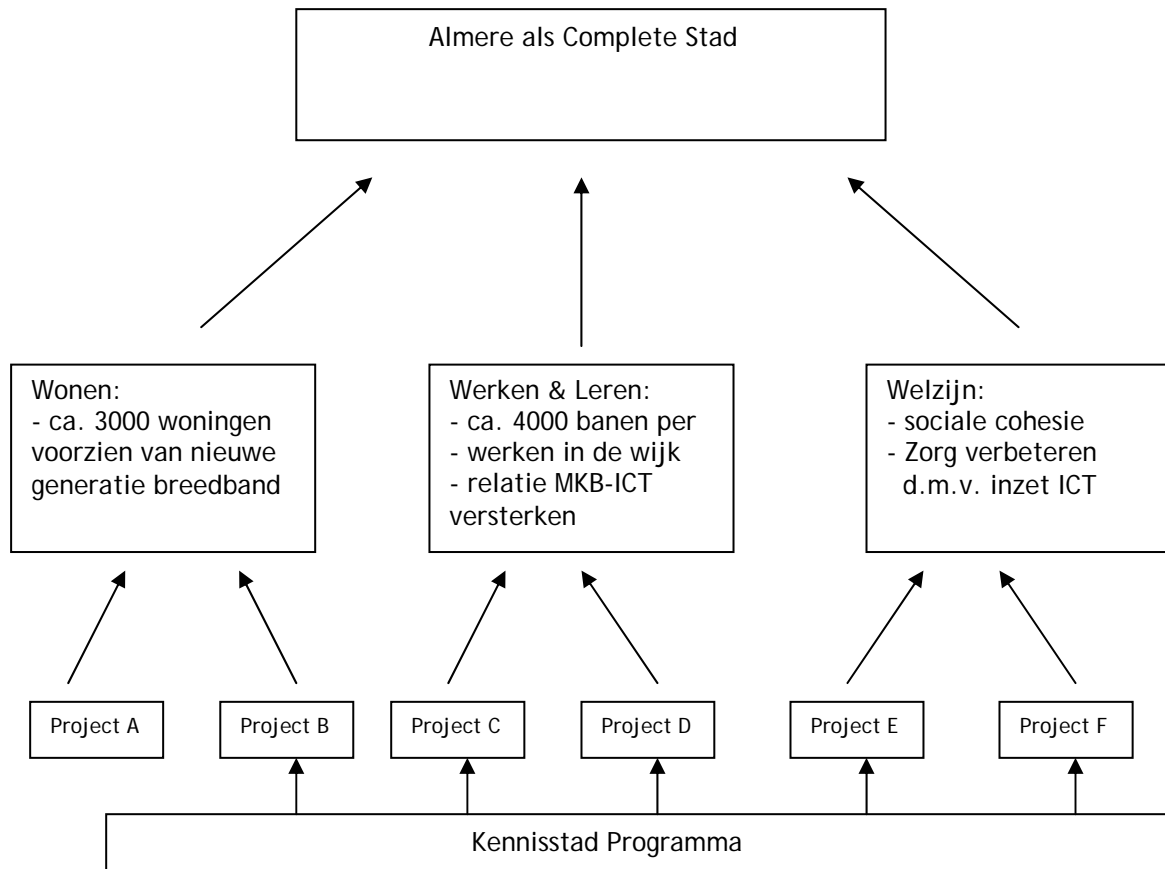 Almere als Complete Stad
Wonen:
- ca. 3000 woningen
voorzien van nieuwe
generatie breedband
Werken & Leren:
- ca. 4000 banen per
- werken in de wijk
- relatie MKB-ICT
versterken
Welzijn:
- sociale cohesie
- Zorg verbeteren
d.m.v. inzet ICT
Project A
Project B
Project C
Project D
Project E
Project F
Kennisstad Programma